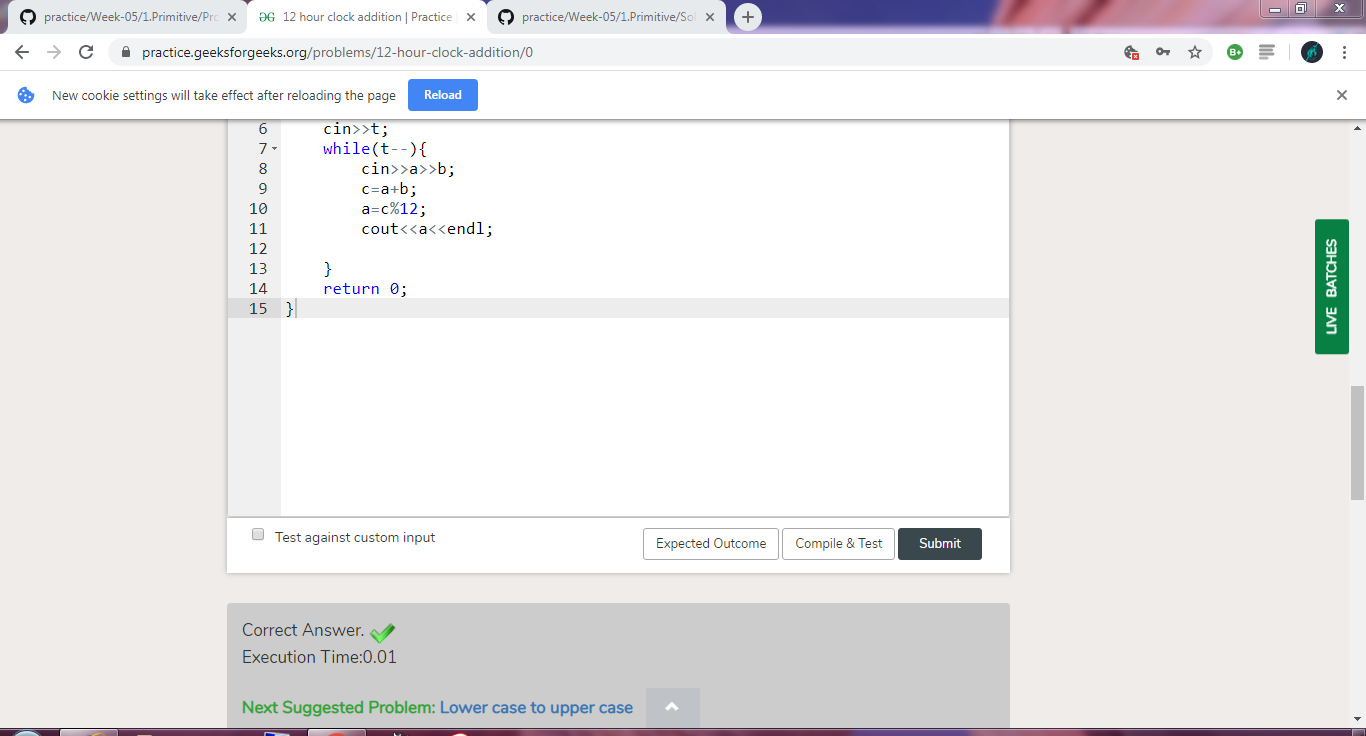 practice/Week-05/1.Primitive/Pro
12 hour clock addition | Practice
practice/Week-05/1.Primitive/Sol
practice.geeksforgeeks.org/problems/12-hour-clock-addition/0
New cookie settings will take effect after reloading the page Reload
6 cin>>t;
7 while(t--){
8 cin>>a>>b;
9 c=a+b;
10 a=c%12;
11 cout<<a<<endl;
12
13 }
14 return 0;
15 }
LIVE BATCHES
Test against custom input
Expected Outcome Compile & Test Submit
Correct Answer.
Execution Time:0.01
Next Suggested Problem: Lower case to upper case